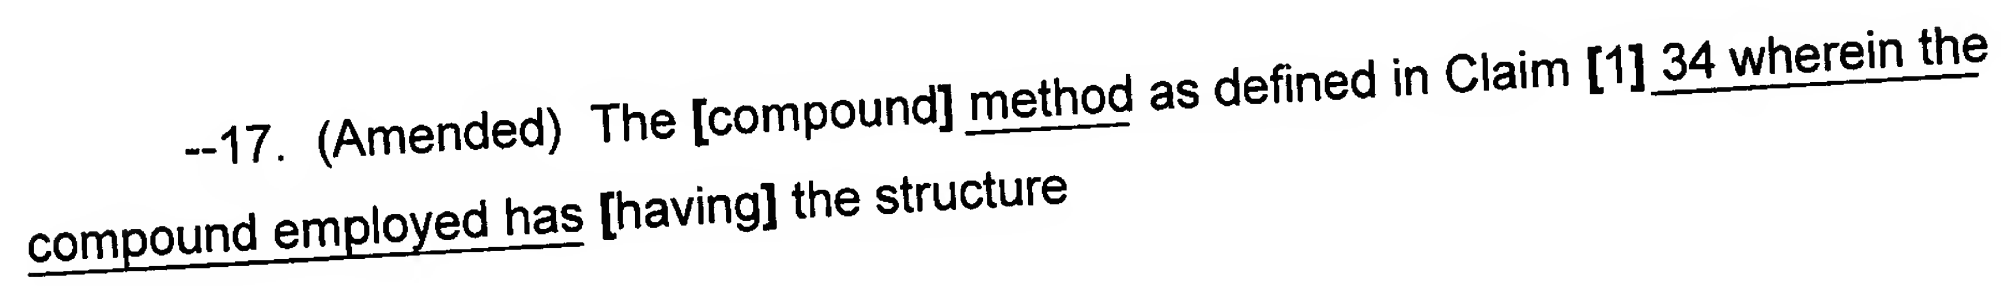 --17. (Amended) The [compound] method as defined in Claim [1] 34 wherein the
compound employed has [having] the structure